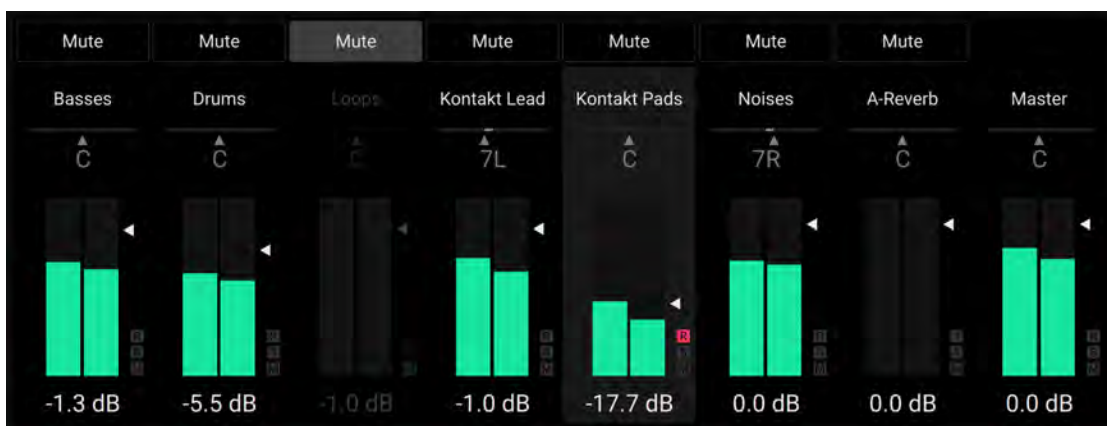 Mute Mute Mute Mute Mute Mute Mute
Basses Drums Loops Kontakt Lead Kontakt Pads Noises A-Reverb Master
C C C 7L C 7R C C
R
-1.3 dB -5.5 dB -1.0 dB -1.0 dB -17.7 dB 0.0 dB 0.0 dB 0.0 dB